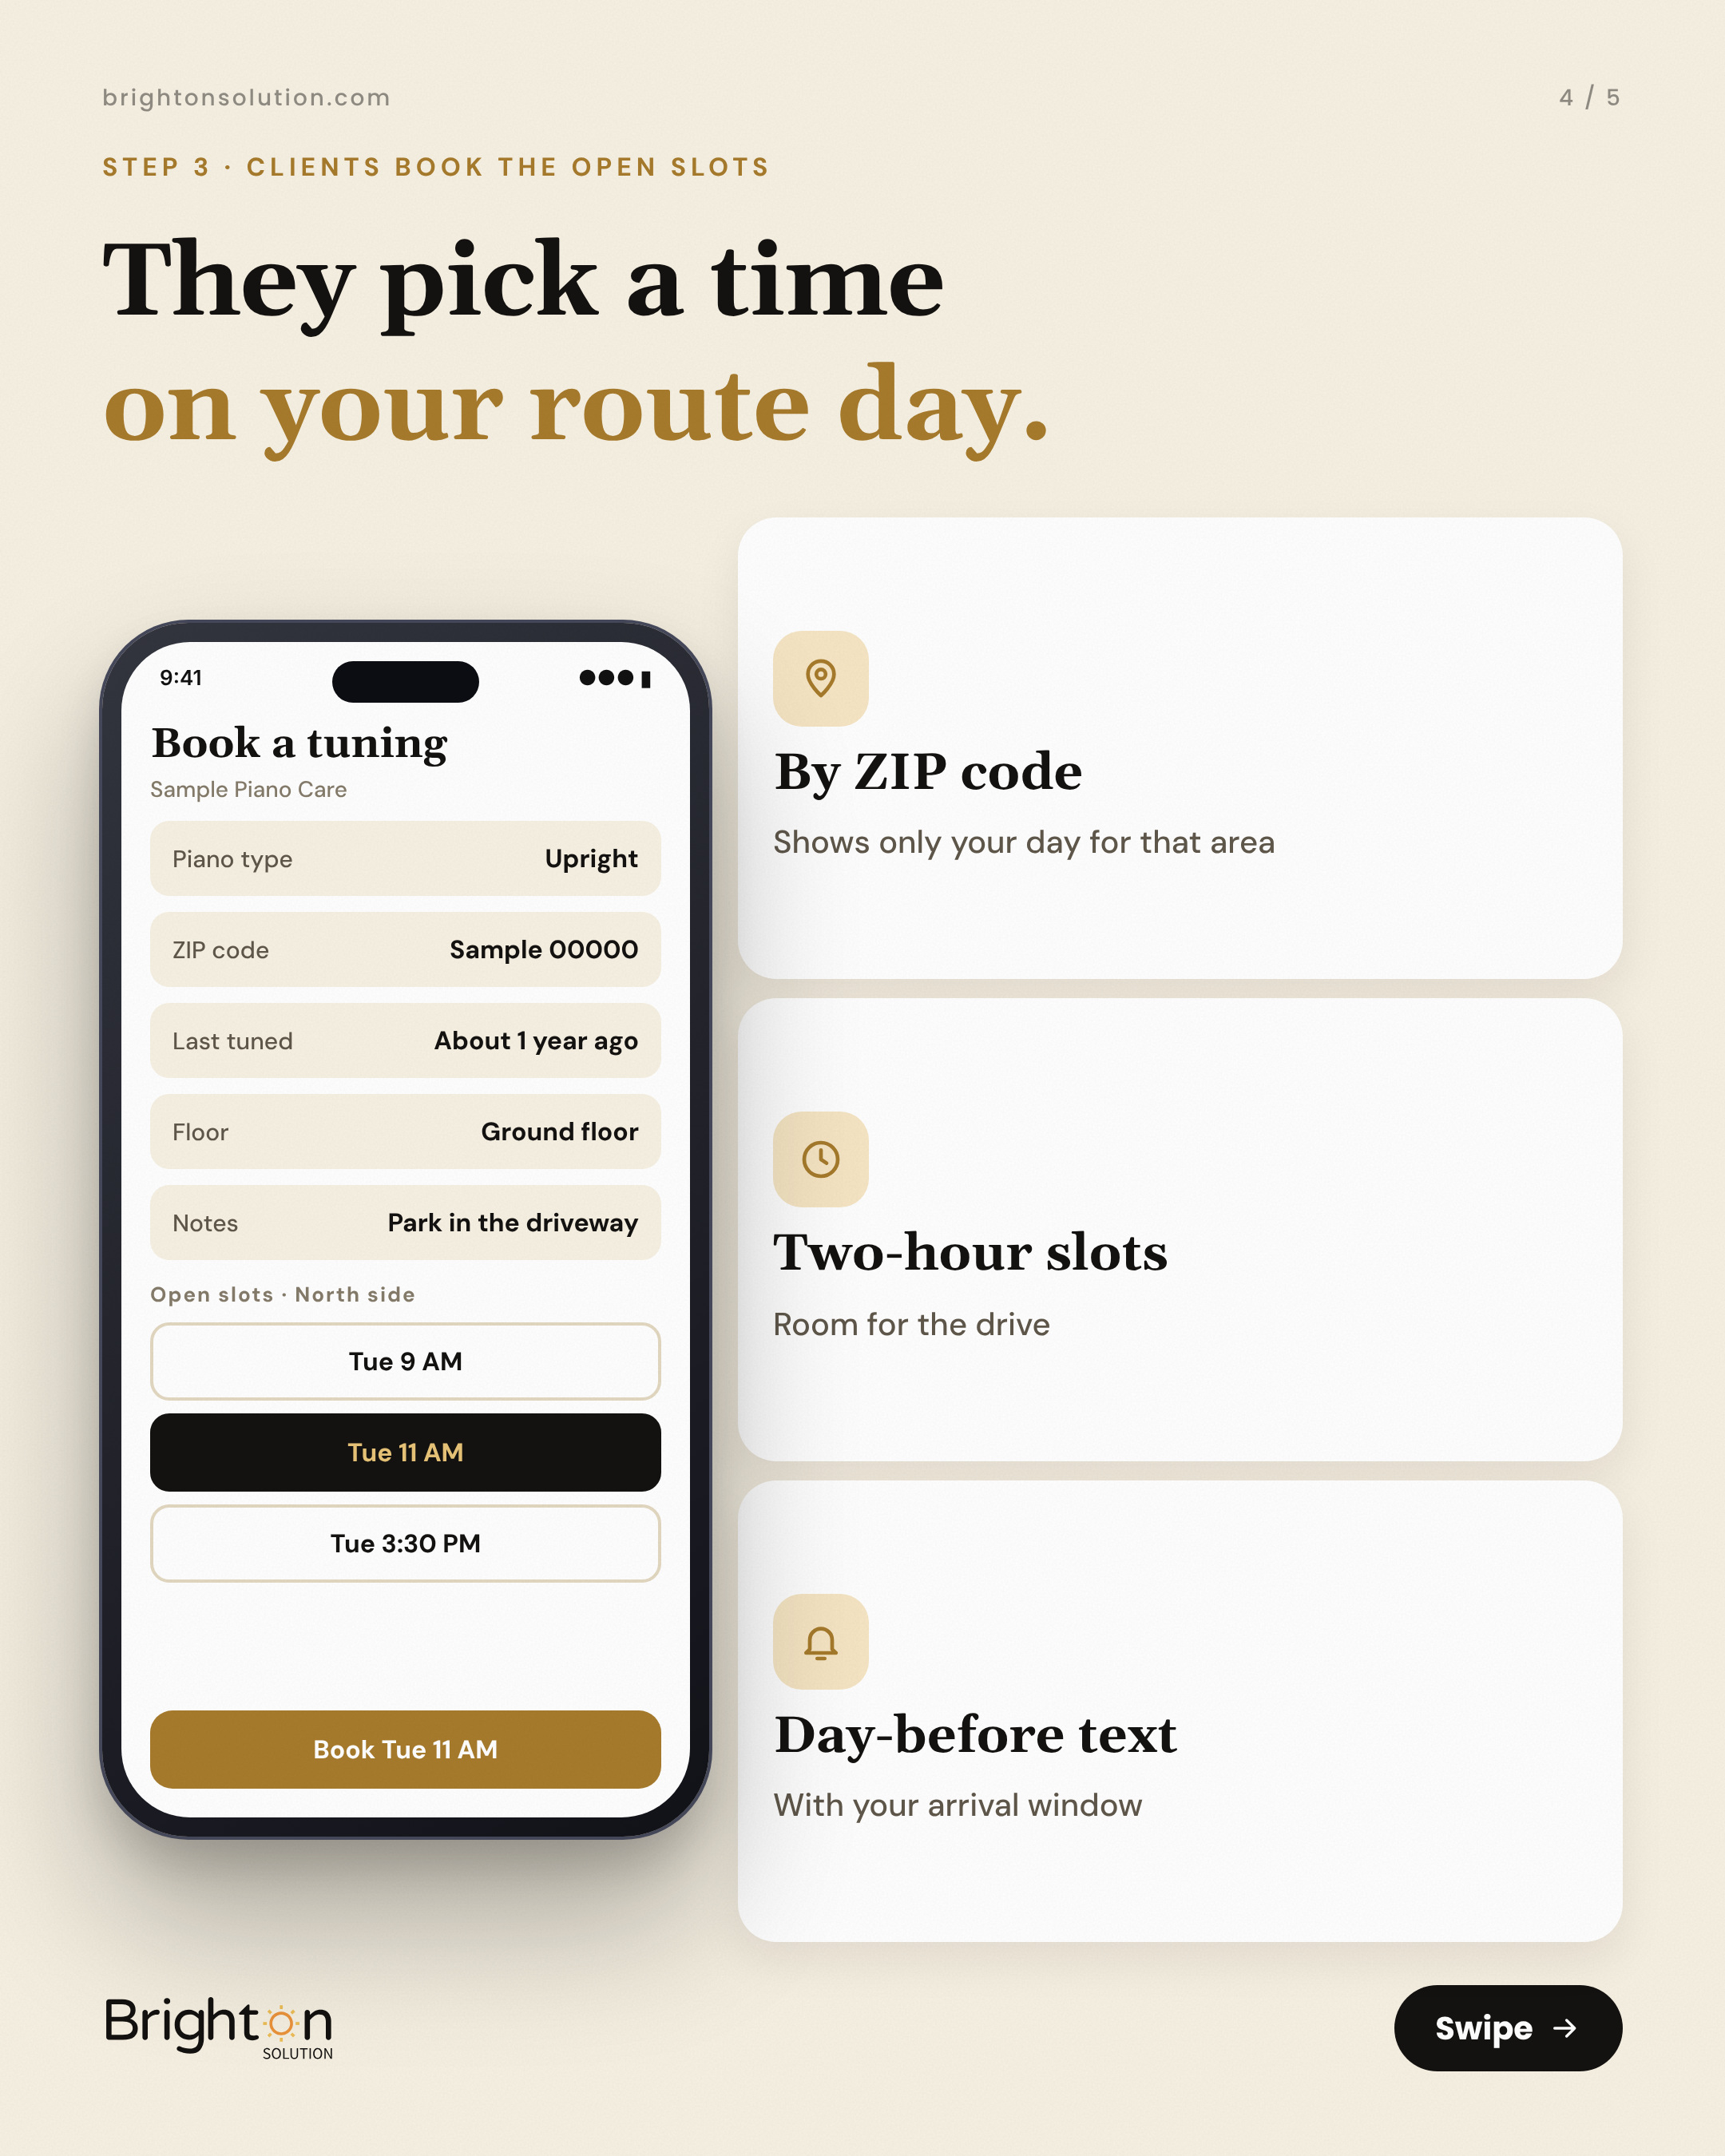 brightonsolution.com
4 / 5
STEP 3 · CLIENTS BOOK THE OPEN SLOTS
They pick a time
on your route day.
9:41
Book a tuning
Sample Piano Care
Piano type Upright
ZIP code Sample 00000
Last tuned About 1 year ago
Floor Ground floor
Notes Park in the driveway
Open slots · North side
Tue 9 AM
Tue 11 AM
Tue 3:30 PM
Book Tue 11 AM
By ZIP code
Shows only your day for that area
Two-hour slots
Room for the drive
Day-before text
With your arrival window
Brighton
SOLUTION
Swipe →